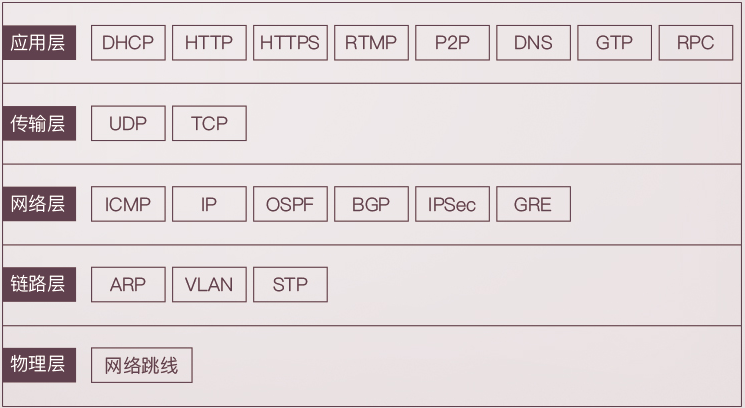 应用层 DHCP HTTP HTTPS RTMP P2P DNS GTP RPC
传输层 UDP TCP
网络层 ICMP IP OSPF BGP IPSec GRE
链路层 ARP VLAN STP
物理层 网络跳线